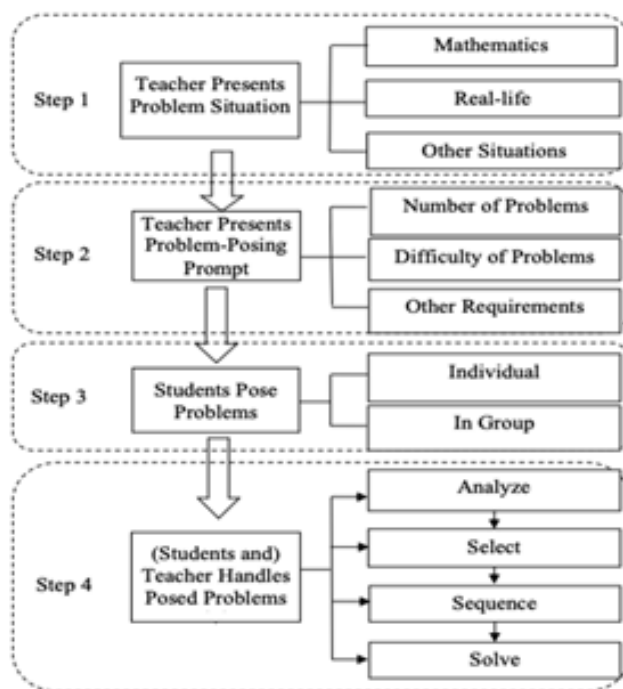 Step 1
Teacher Presents
Problem Situation
Mathematics
Real-life
Other Situations
Step 2
Teacher Presents
Problem-Posing
Prompt
Number of Problems
Difficulty of Problems
Other Requirements
Step 3
Students Pose
Problems
Individual
In Group
Step 4
(Students and)
Teacher Handles
Posed Problems
Analyze
Select
Sequence
Solve